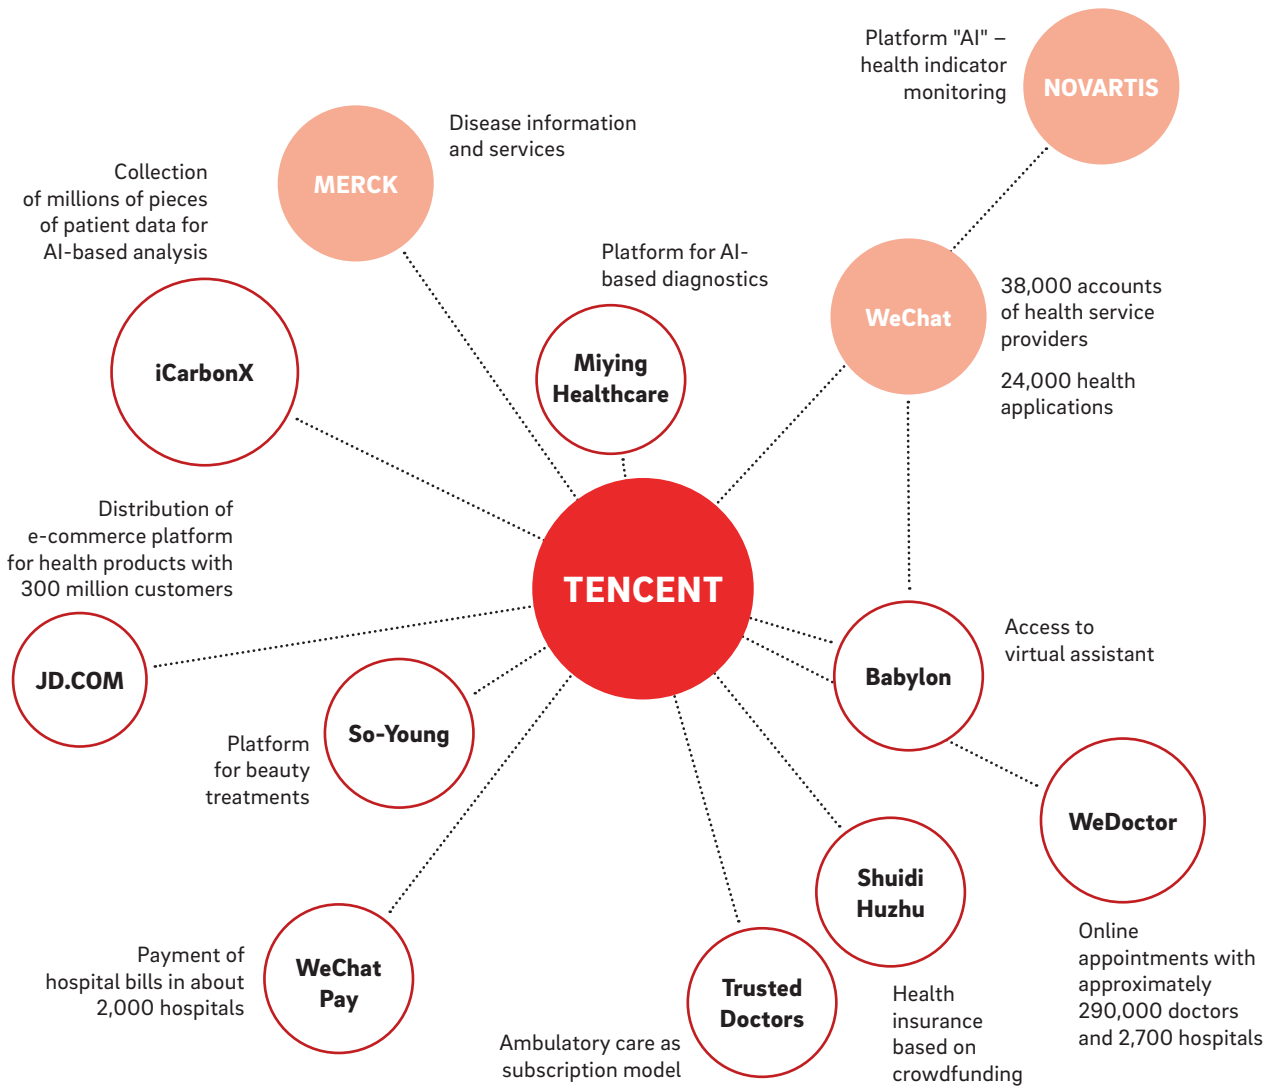 Platform "AI" –
health indicator
monitoring
NOVARTIS
Disease information
and services
MERCK
Collection
of millions of pieces
of patient data for
AI-based analysis
iCarbonX
Platform for AI-
based diagnostics
Miying
Healthcare
WeChat
38,000 accounts
of health service
providers
24,000 health
applications
Distribution of
e-commerce platform
for health products with
300 million customers
JD.COM
TENCENT
So-Young
Platform
for beauty
treatments
Babylon
Access to
virtual assistant
WeDoctor
Online
appointments with
approximately
290,000 doctors
and 2,700 hospitals
Shuidi
Huzhu
Health
insurance
based on
crowdfunding
Payment of
hospital bills in about
2,000 hospitals
WeChat
Pay
Trusted
Doctors
Ambulatory care as
subscription model